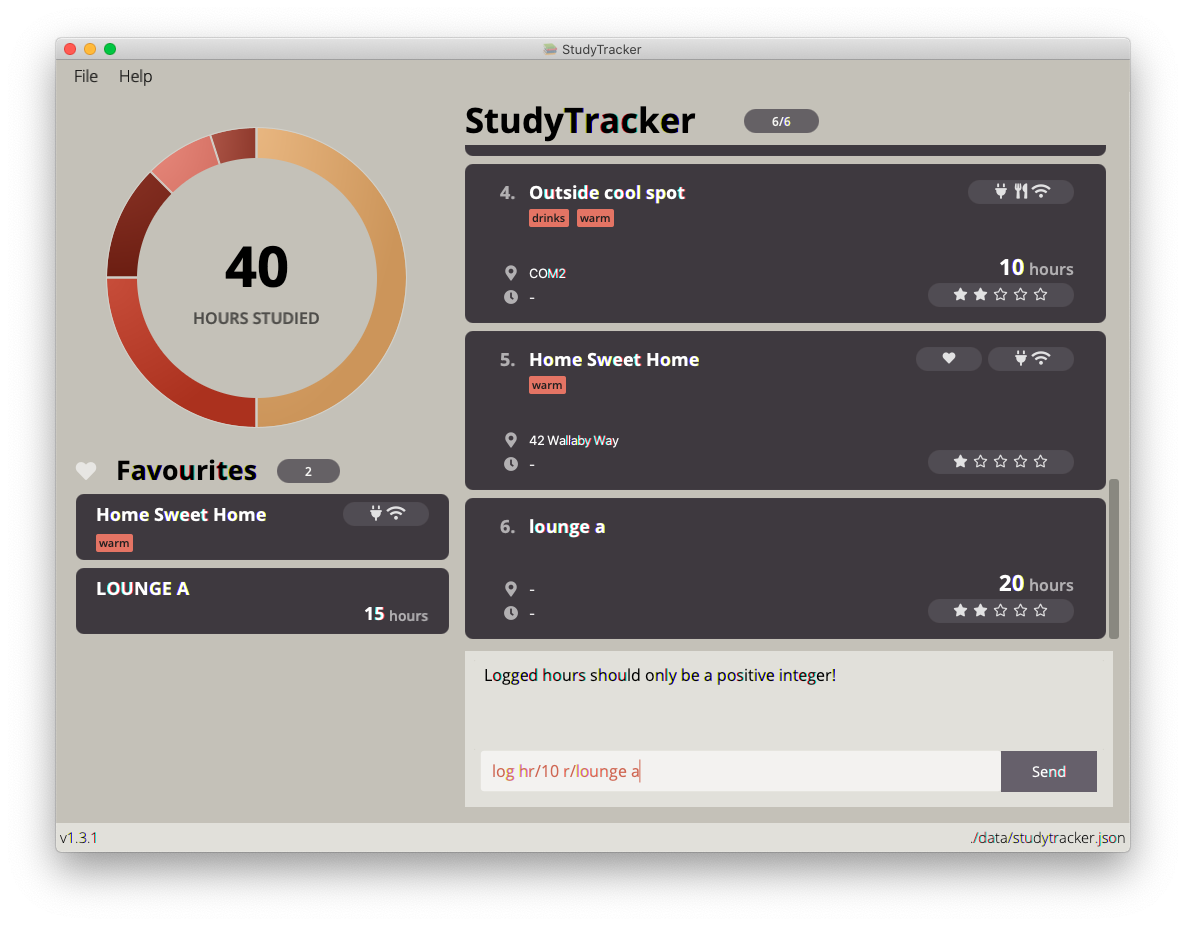 StudyTracker
File Help
StudyTracker 6/6
40
HOURS STUDIED
Favourites 2
Home Sweet Home
warm
LOUNGE A
15 hours
4. Outside cool spot
drinks warm
COM2
10 hours
-
5. Home Sweet Home
warm
42 Wallaby Way
-
6. lounge a
-
20 hours
-
Logged hours should only be a positive integer!
log hr/10 r/lounge a
Send
v1.3.1
./data/studytracker.json